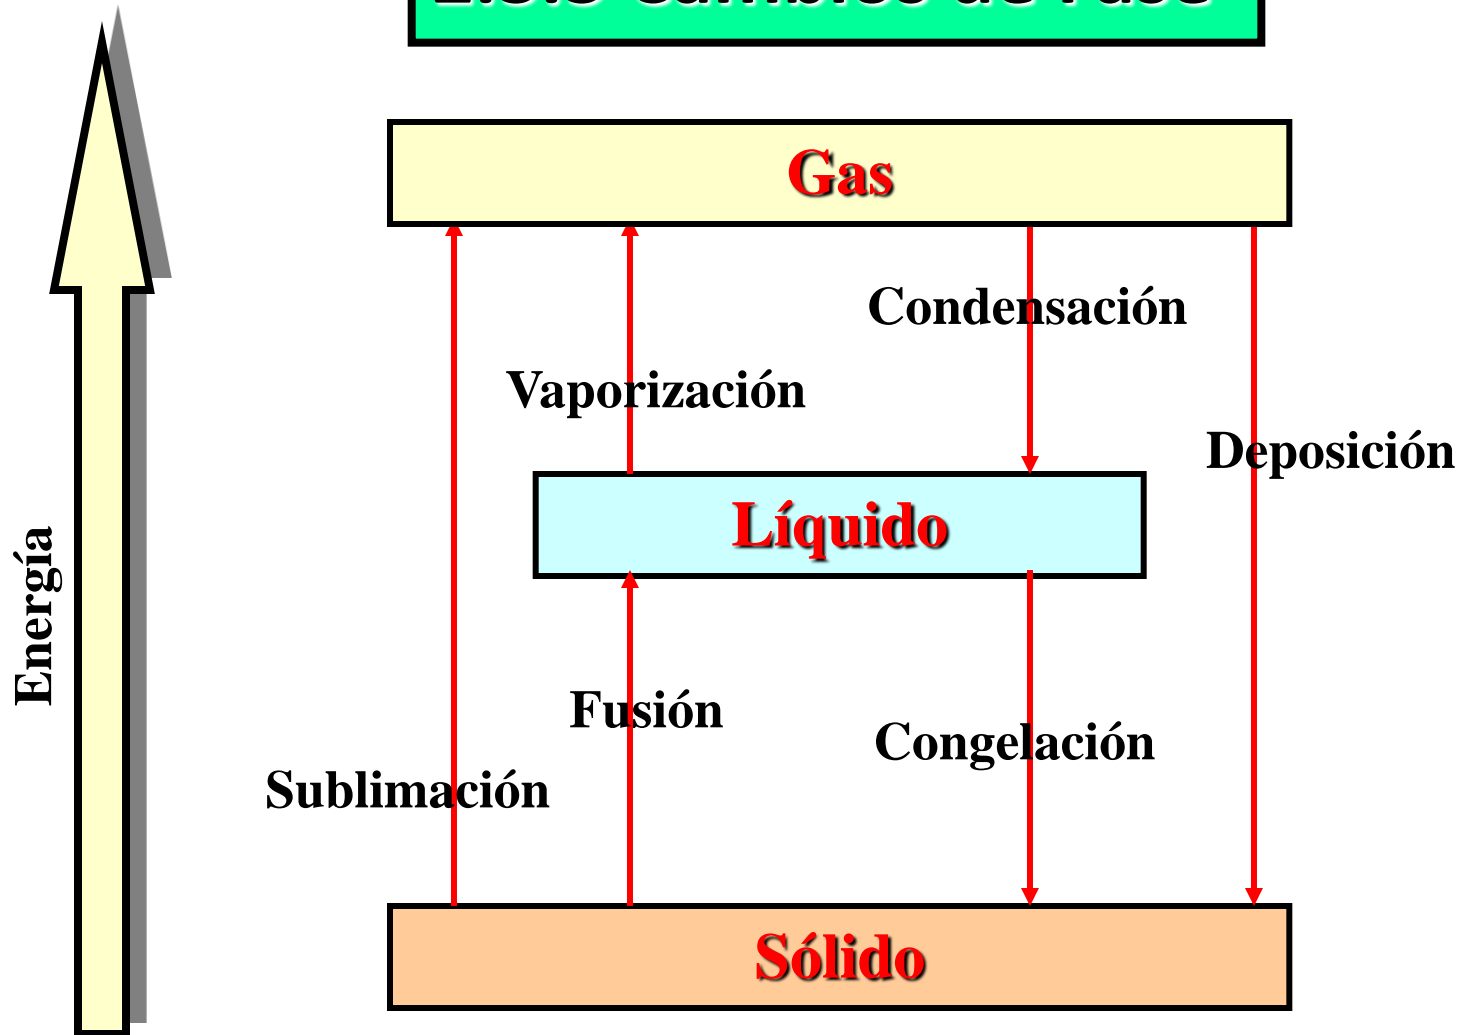 Gas
Condensación
Vaporización
Deposición
Líquido
Energía
Fusión
Congelación
Sublimación
Sólido